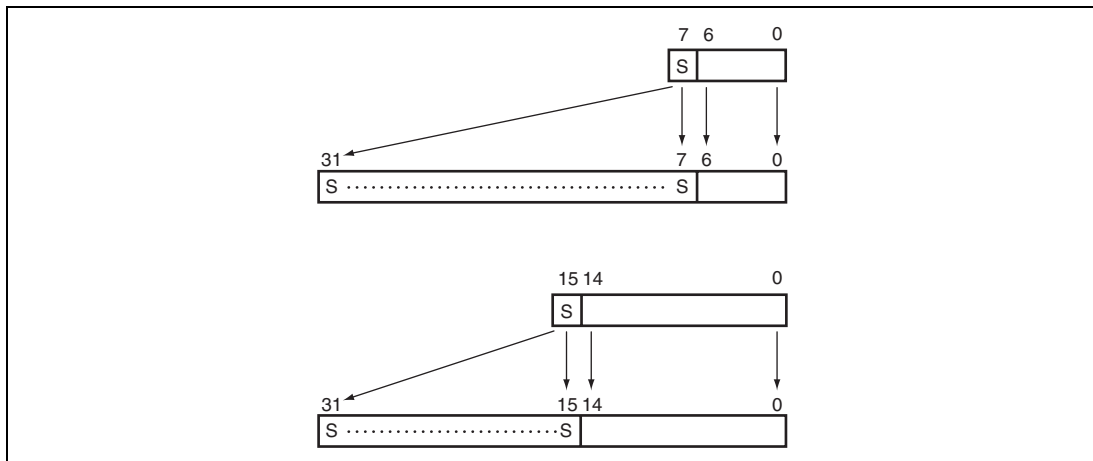 7 6 0
S
31 7 6 0
S ........................................ S
15 14 0
S
31 15 14 0
S ..........................S